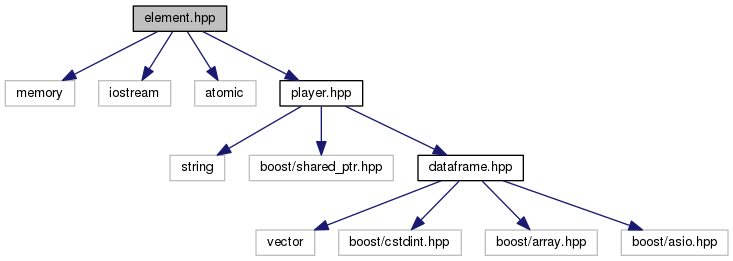 element.hpp
memory
iostream
atomic
player.hpp
string
boost/shared_ptr.hpp
dataframe.hpp
vector
boost/cstdint.hpp
boost/array.hpp
boost/asio.hpp